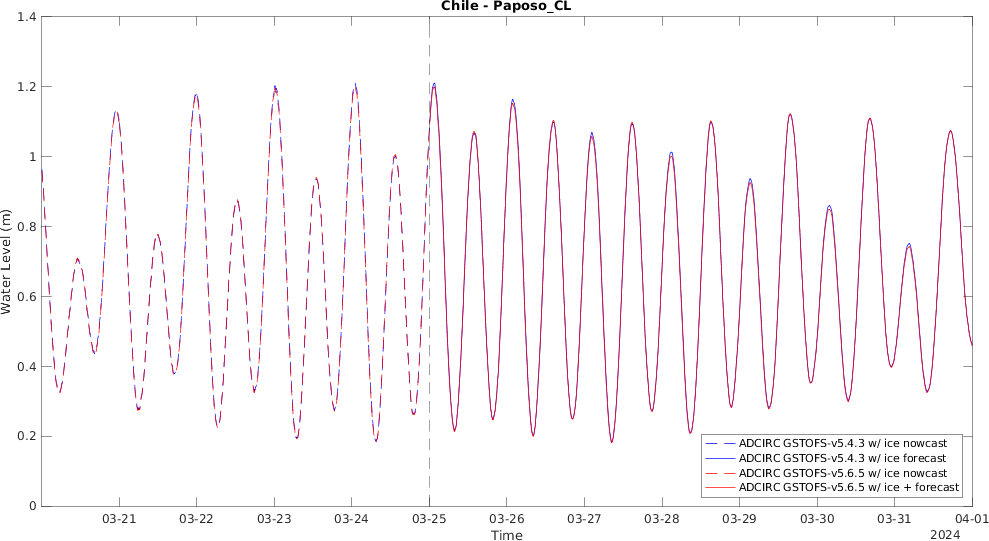 Chile - Paposo_CL
Water Level (m)
1.4
1.2
1
0.8
0.6
0.4
0.2
0
ADCIRC GSTOFS-v5.4.3 w/ ice nowcast
ADCIRC GSTOFS-v5.4.3 w/ ice forecast
ADCIRC GSTOFS-v5.6.5 w/ ice nowcast
ADCIRC GSTOFS-v5.6.5 w/ ice + forecast
03-21 03-22 03-23 03-24 03-25 03-26 03-27 03-28 03-29 03-30 03-31 04-01
Time
2024